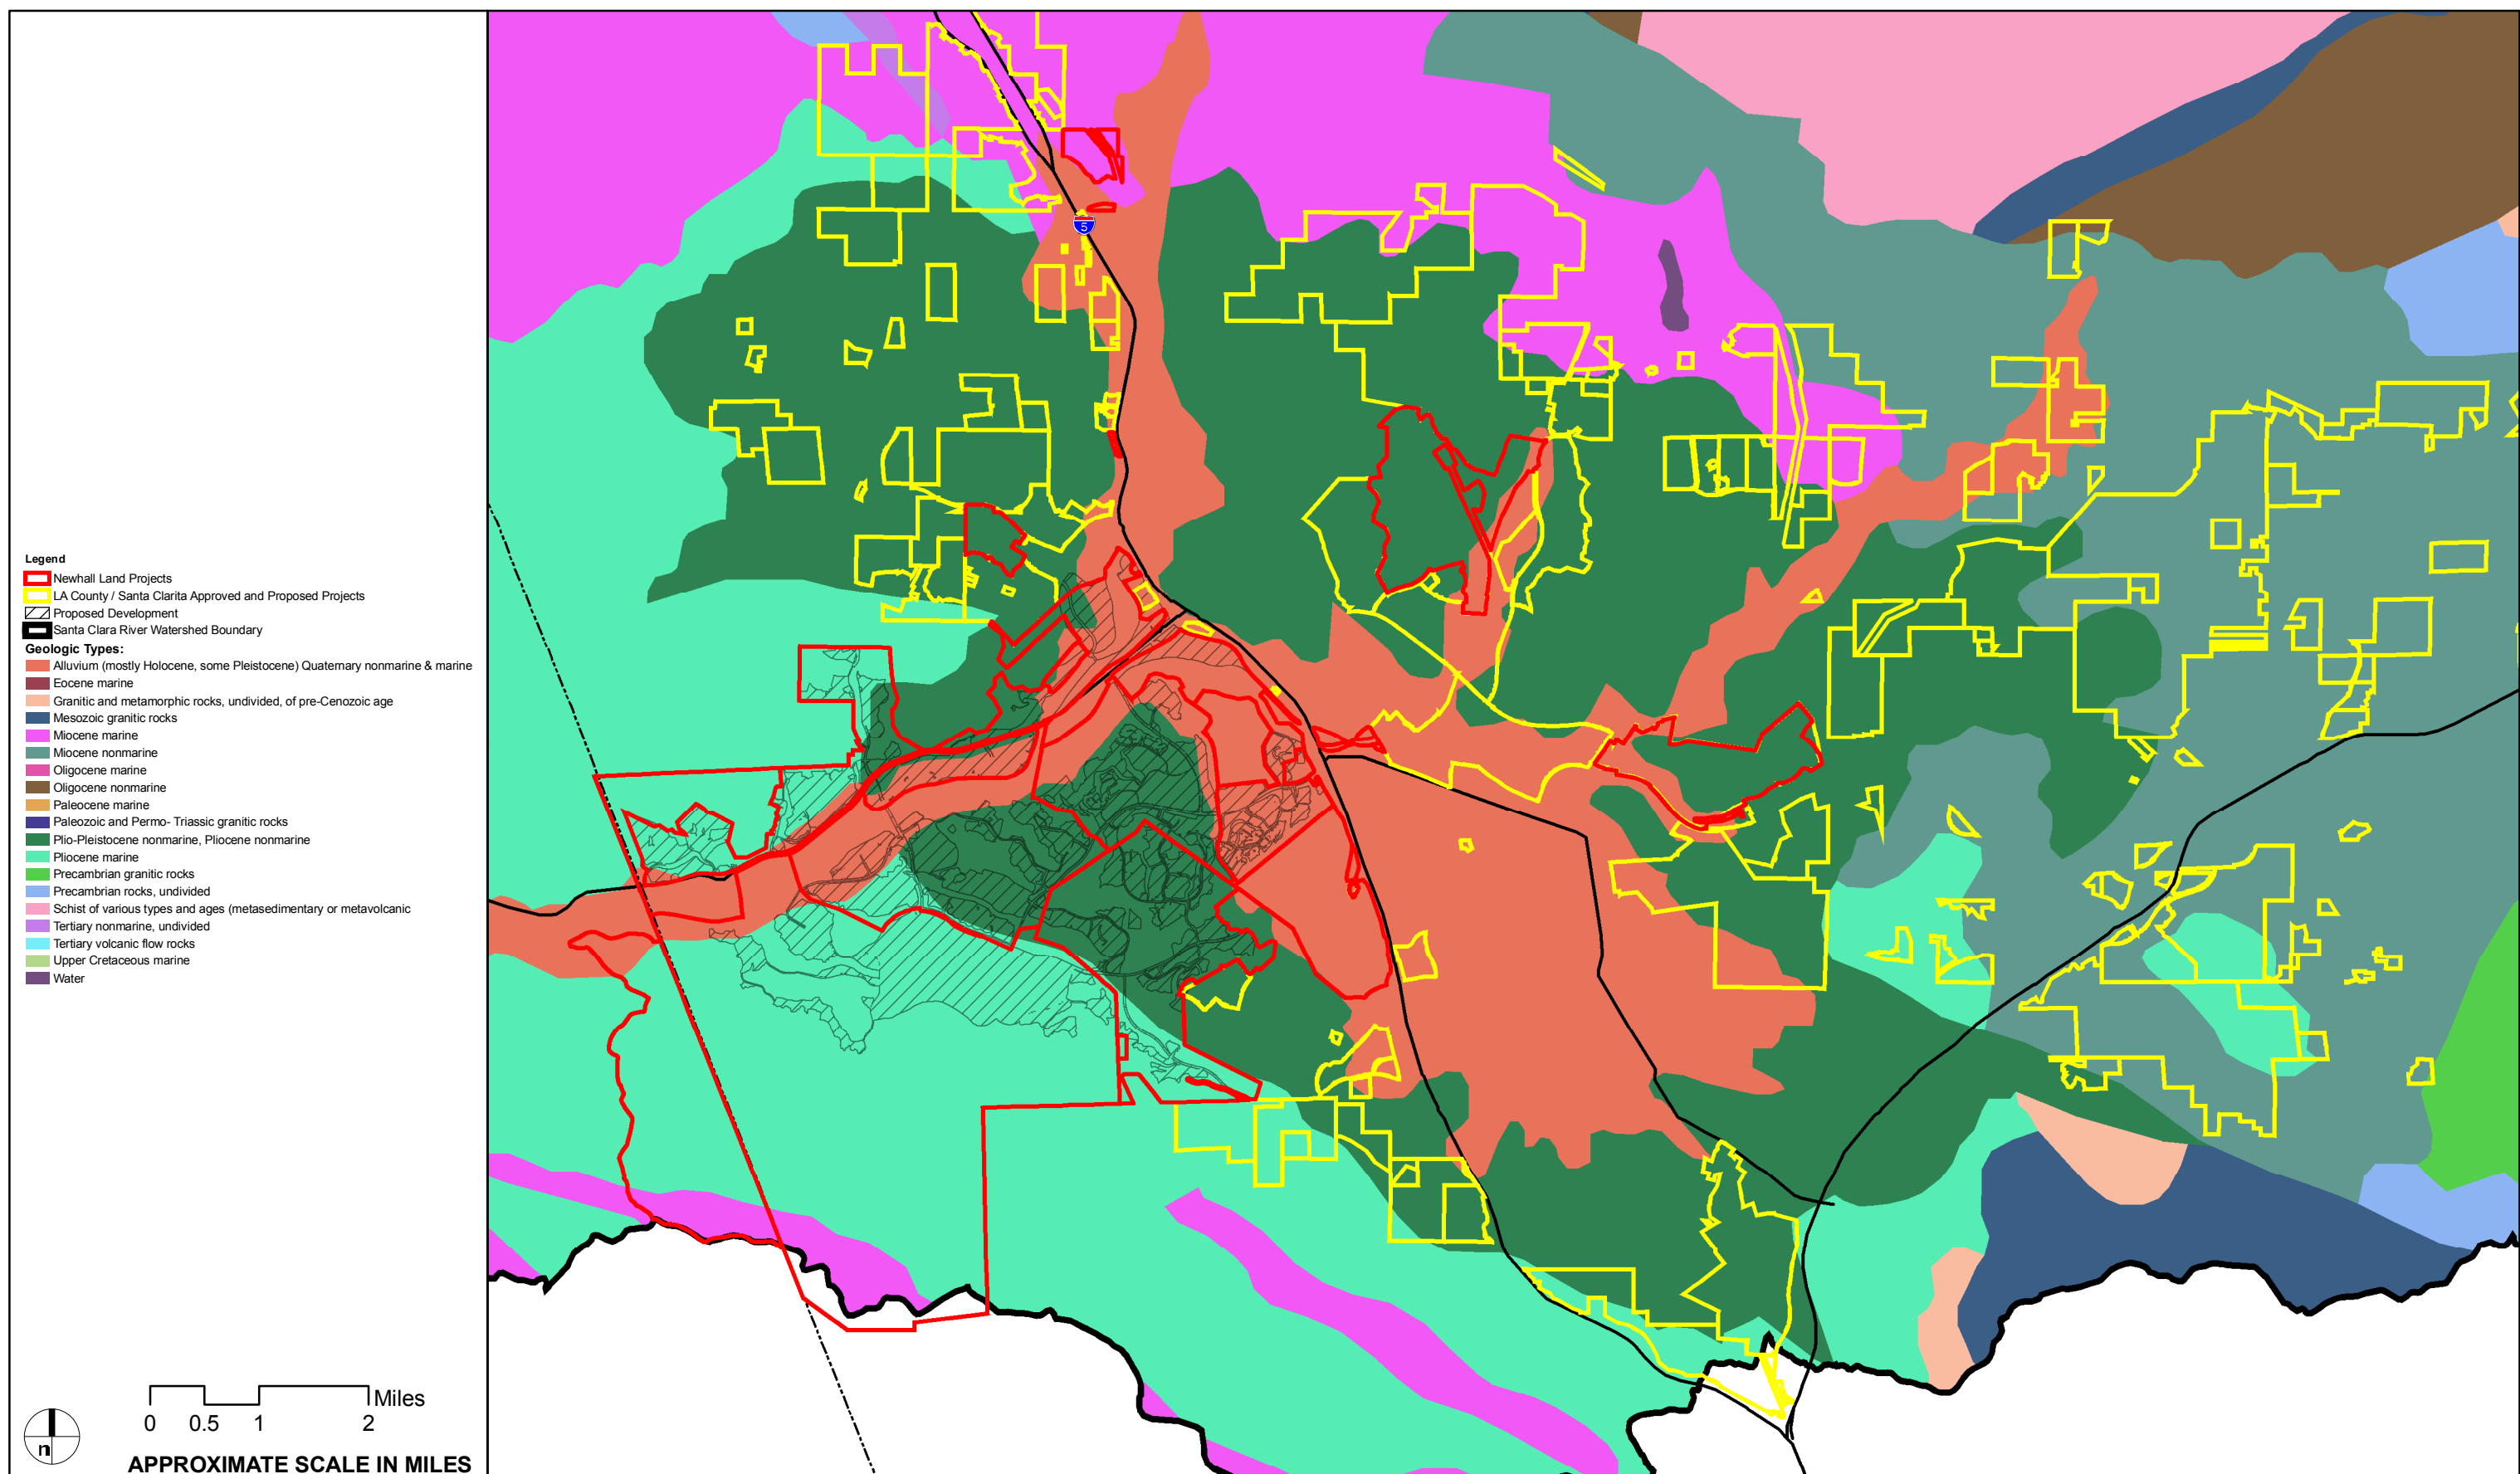 5
Legend
Newhall Land Projects
LA County / Santa Clarita Approved and Proposed Projects
Proposed Development
Santa Clara River Watershed Boundary
Geologic Types:
Alluvium (mostly Holocene, some Pleistocene) Quaternary nonmarine & marine
Eocene marine
Granitic and metamorphic rocks, undivided, of pre-Cenozoic age
Mesozoic granitic rocks
Miocene marine
Miocene nonmarine
Oligocene marine
Oligocene nonmarine
Paleocene marine
Paleozoic and Permo- Triassic granitic rocks
Plio-Pleistocene nonmarine, Pliocene nonmarine
Pliocene marine
Precambrian granitic rocks
Precambrian rocks, undivided
Schist of various types and ages (metasedimentary or metavolcanic
Tertiary nonmarine, undivided
Tertiary volcanic flow rocks
Upper Cretaceous marine
Water
Miles
0 0.5 1 2
n
APPROXIMATE SCALE IN MILES